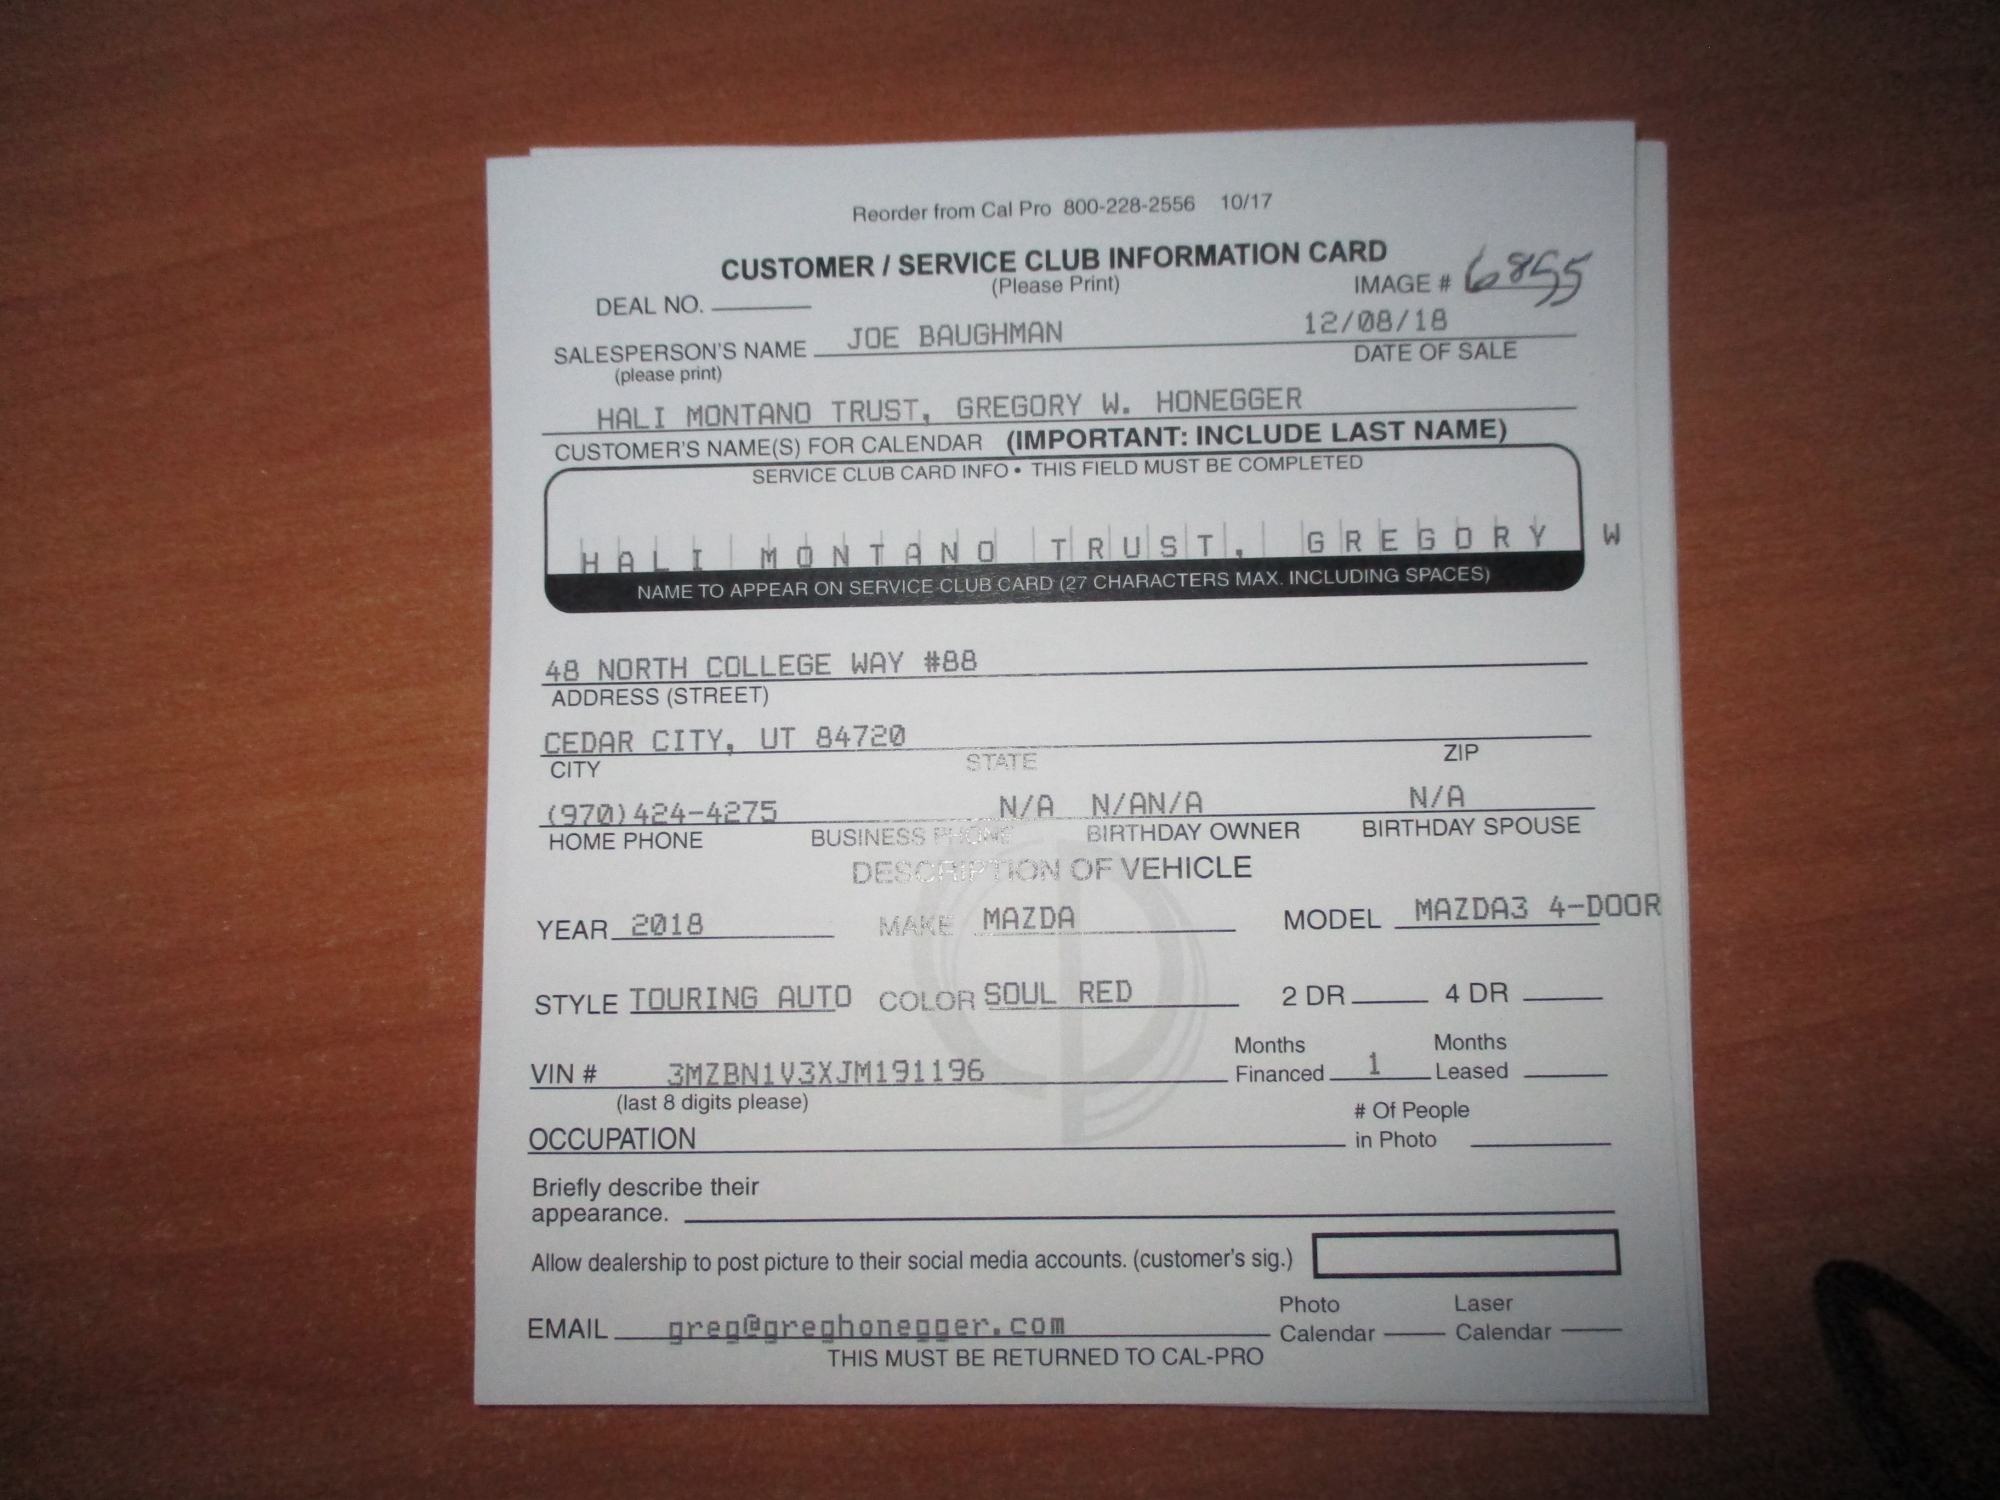 Reorder from Cal Pro 800-228-2556 10/17
CUSTOMER / SERVICE CLUB INFORMATION CARD
(Please Print)
IMAGE # 6855
DEAL NO.
SALESPERSON'S NAME JOE BAUGHMAN 12/08/18
(please print) DATE OF SALE
HALI MONTANO TRUST, GREGORY W. HONEGGER
CUSTOMER'S NAME(S) FOR CALENDAR (IMPORTANT: INCLUDE LAST NAME)
SERVICE CLUB CARD INFO • THIS FIELD MUST BE COMPLETED
HALI MONTANO TRUST, GREGORY W
NAME TO APPEAR ON SERVICE CLUB CARD (27 CHARACTERS MAX. INCLUDING SPACES)
48 NORTH COLLEGE WAY #88
ADDRESS (STREET)
CEDAR CITY, UT 84720
CITY STATE ZIP
(970)424-4275 N/A N/AN/A N/A
HOME PHONE BUSINESS PHONE BIRTHDAY OWNER BIRTHDAY SPOUSE
DESCRIPTION OF VEHICLE
YEAR 2018 MAKE MAZDA MODEL MAZDA3 4-DOOR
STYLE TOURING AUTO COLOR SOUL RED 2 DR 4 DR
Months Months
VIN # 3MZBN1V3XJM191196 Financed 1 Leased
(last 8 digits please)
# Of People
OCCUPATION in Photo
Briefly describe their
appearance.
Allow dealership to post picture to their social media accounts. (customer's sig.)
Photo Laser
EMAIL greg@greghonegger.com Calendar Calendar
THIS MUST BE RETURNED TO CAL-PRO